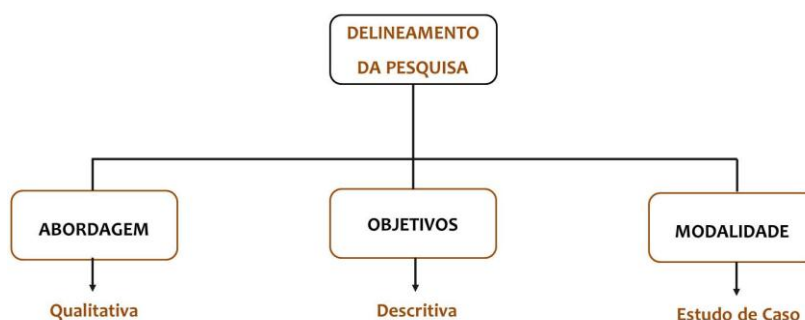 DELINEAMENTO
DA PESQUISA
ABORDAGEM
OBJETIVOS
MODALIDADE
Qualitativa
Descritiva
Estudo de Caso